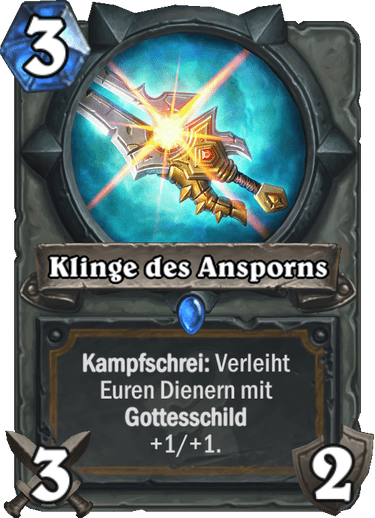 3
Klinge des Ansporns
Kampfschrei: Verleiht
Euren Dienern mit
Gottesschild
+1/+1.
3
2